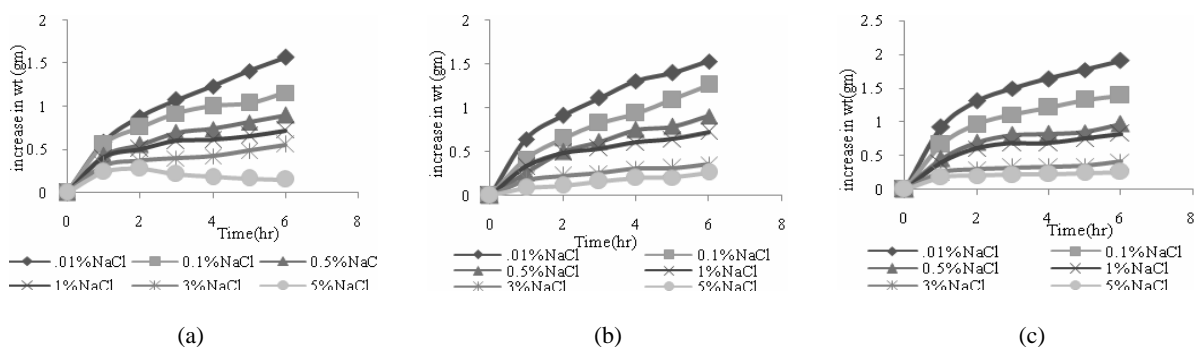 increase in wt (gm)
2
1.5
1
0.5
0
0 2 4 6 8
Time(hr)
.01%NaCl 0.1%NaCl 0.5%NaC
1%NaCl 3%NaCl 5%NaCl
(a)
increase in wt (gm)
2
1.5
1
0.5
0
0 2 4 6 8
Time(hr)
.01%NaCl 0.1%NaCl
0.5%NaCl 1%NaCl
3%NaCl 5%NaCl
(b)
increase in wt(gm)
2.5
2
1.5
1
0.5
0
0 2 4 6 8
Time(hr)
.01%NaCl 0.1%NaCl
0.5%NaCl 1%NaCl
3%NaCl 5%NaCl
(c)